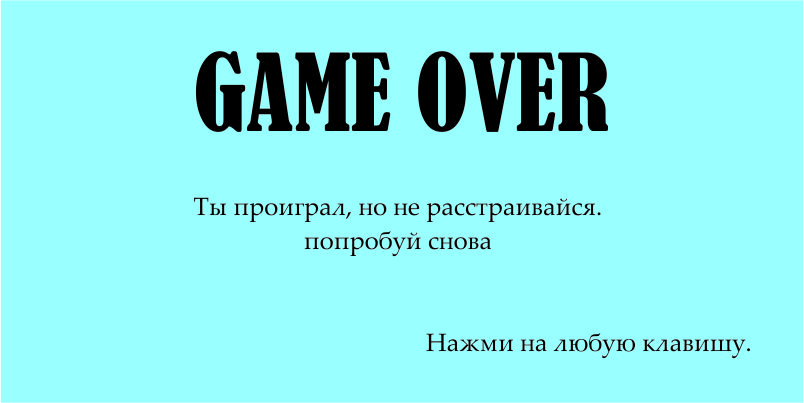 GAME OVER
Ты проиграл, но не расстраивайся.
попробуй снова
Нажми на любую клавишу.